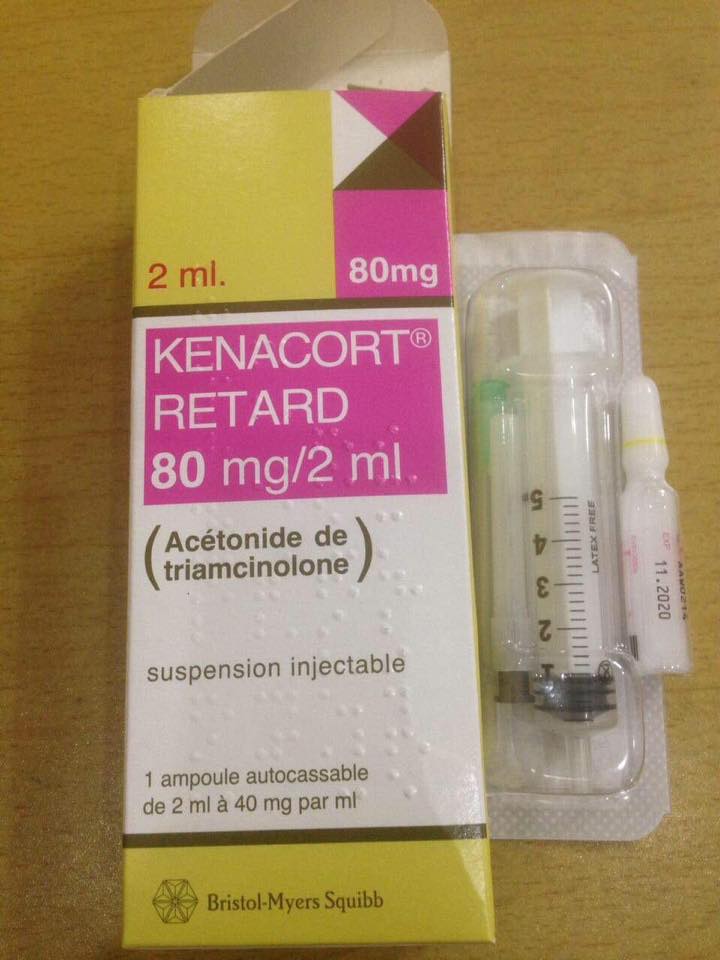 2 ml.
80mg
KENACORT®
RETARD
80 mg/2 ml
(Acétonide de
triamcinolone)
suspension injectable
1 ampoule autocassable
de 2 ml à 40 mg par ml
Bristol-Myers Squibb
5
4
3
2
1
LATEX FREE
EXP
11.2020